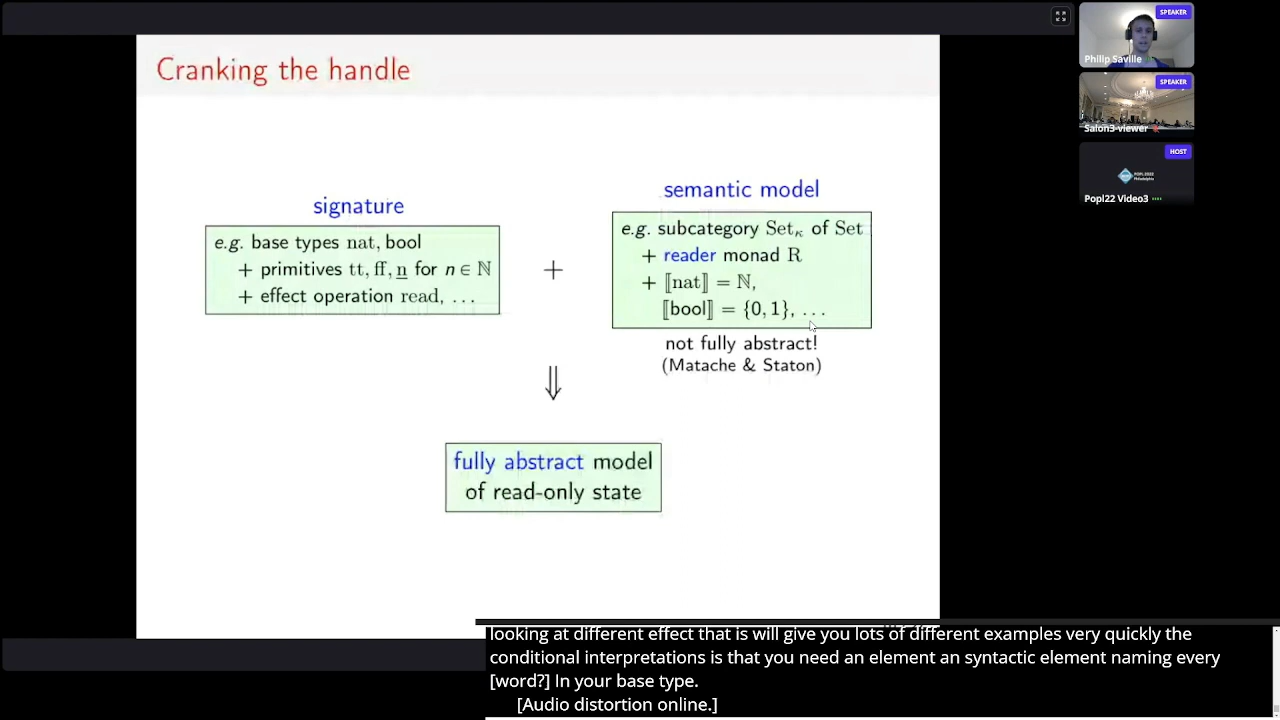 Cranking the handle
signature
e.g. base types nat, bool
+ primitives tt, ff, n for n ∈ ℕ
+ effect operation read, …
+
semantic model
e.g. subcategory Setκ of Set
+ reader monad R
+ ⟦nat⟧ = ℕ,
⟦bool⟧ = {0, 1}, …
not fully abstract!
(Matache & Staton)
⇓
fully abstract model
of read-only state
SPEAKER
Philip Saville
SPEAKER
Salon3-viewer
HOST
POPL 2022
Philadelphia
Popl22 Video3
looking at different effect that is will give you lots of different examples very quickly the
conditional interpretations is that you need an element an syntactic element naming every
[word?] In your base type.
[Audio distortion online.]